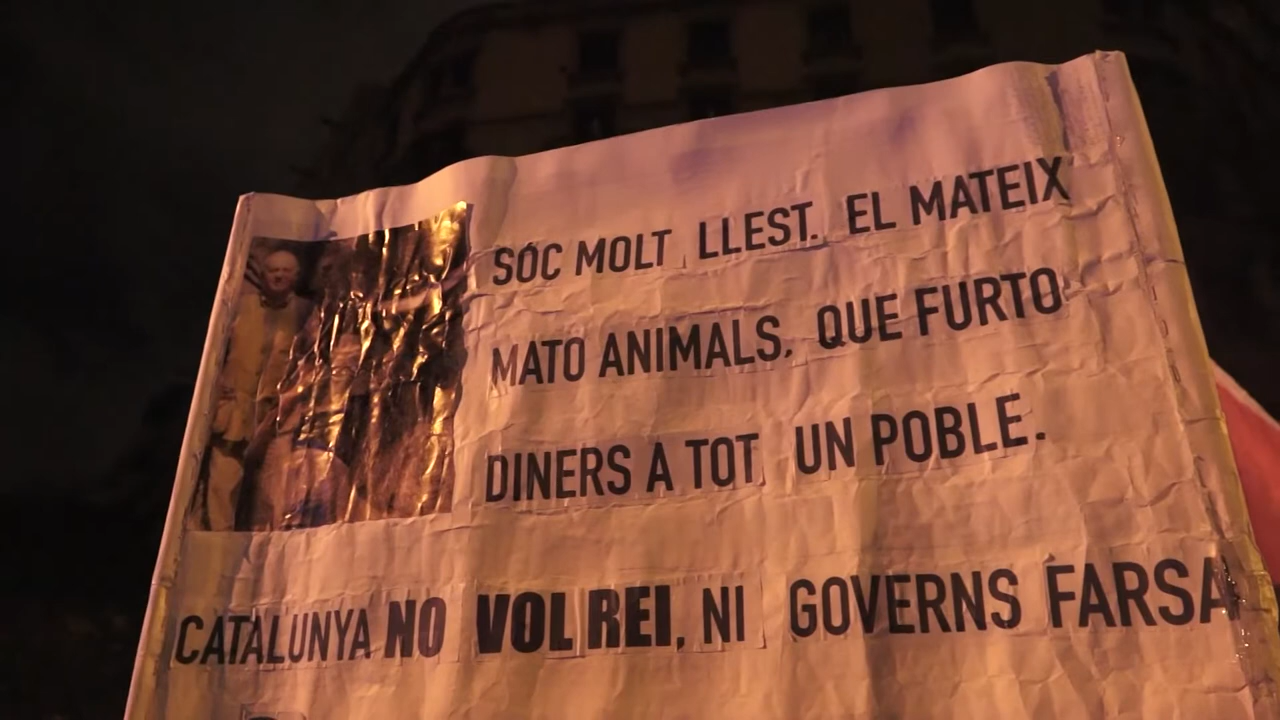 SÓC MOLT LLEST. EL MATEIX
MATO ANIMALS, QUE FURTO
DINERS A TOT UN POBLE.
CATALUNYA NO VOL REI, NI GOVERNS FARSA